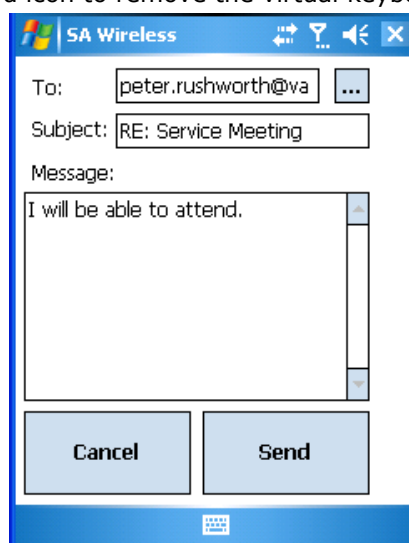 icon to remove the virtual keyb
SA Wireless
To: peter.rushworth@va ...
Subject: RE: Service Meeting
Message:
I will be able to attend.
Cancel Send